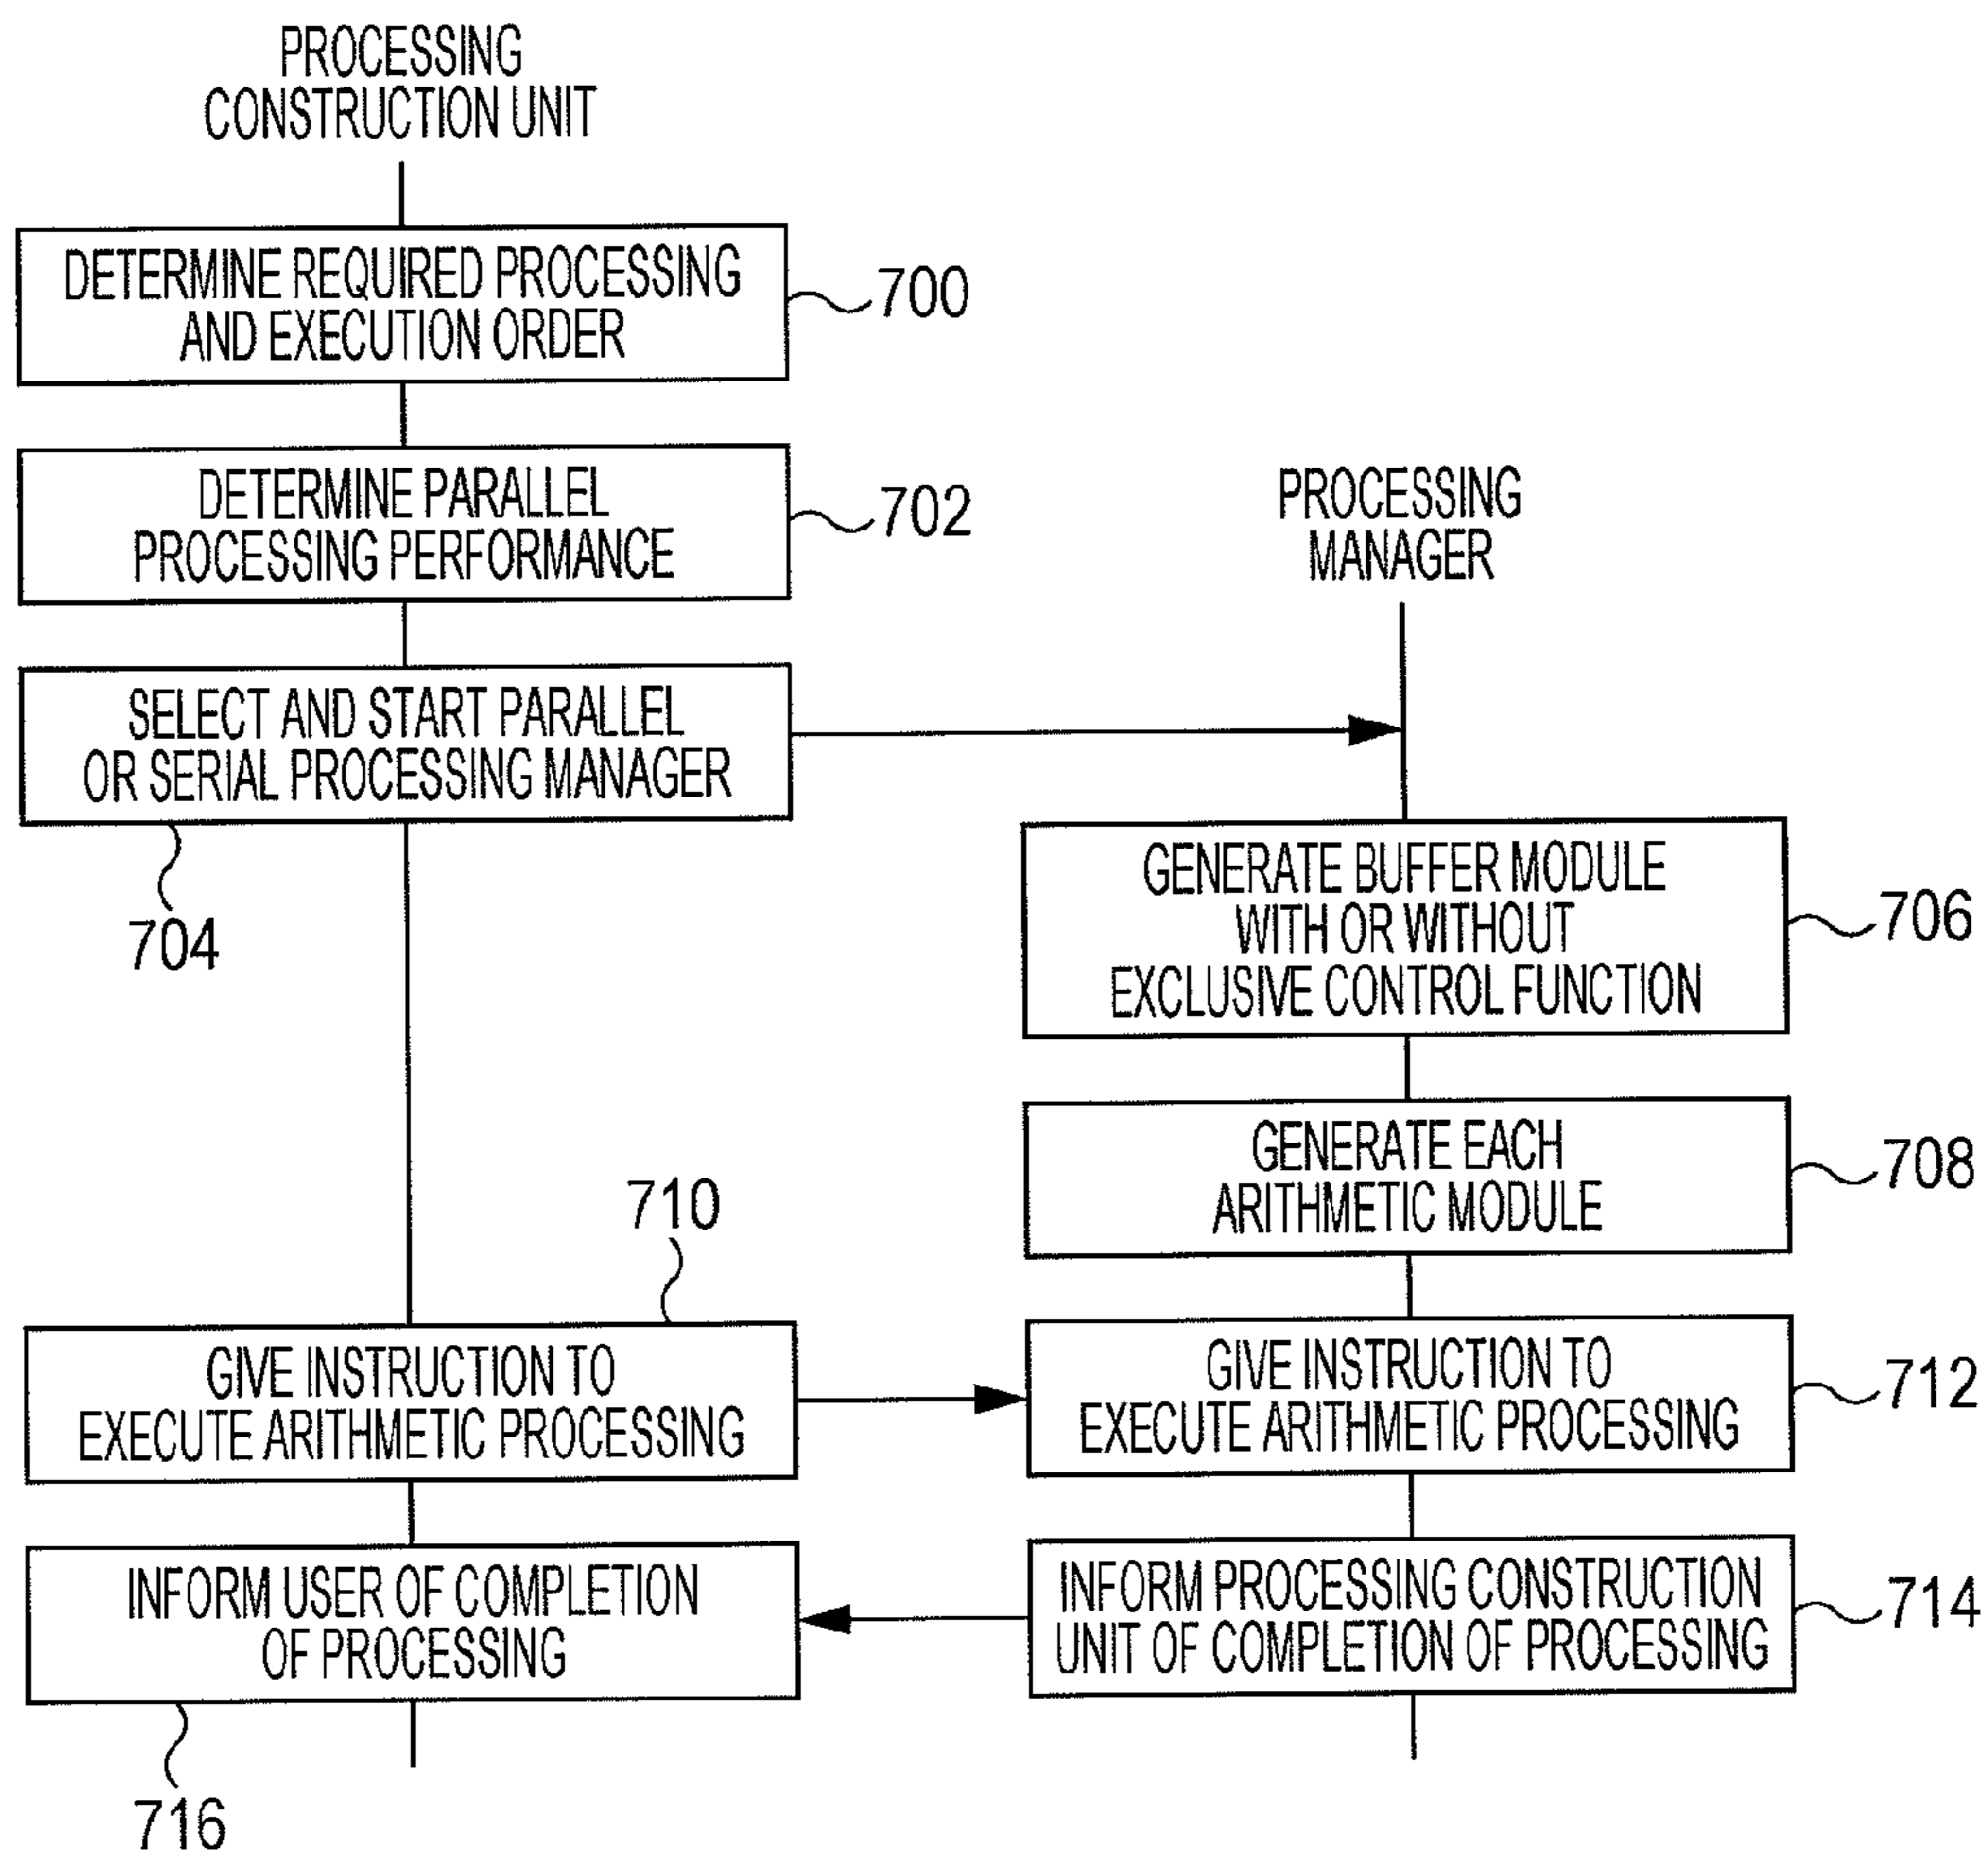 PROCESSING
CONSTRUCTION UNIT
DETERMINE REQUIRED PROCESSING
AND EXECUTION ORDER
700
DETERMINE PARALLEL
PROCESSING PERFORMANCE
702
PROCESSING
MANAGER
SELECT AND START PARALLEL
OR SERIAL PROCESSING MANAGER
704
GENERATE BUFFER MODULE
WITH OR WITHOUT
EXCLUSIVE CONTROL FUNCTION
706
GENERATE EACH
ARITHMETIC MODULE
708
710
GIVE INSTRUCTION TO
EXECUTE ARITHMETIC PROCESSING
GIVE INSTRUCTION TO
EXECUTE ARITHMETIC PROCESSING
712
INFORM USER OF COMPLETION
OF PROCESSING
716
INFORM PROCESSING CONSTRUCTION
UNIT OF COMPLETION OF PROCESSING
714